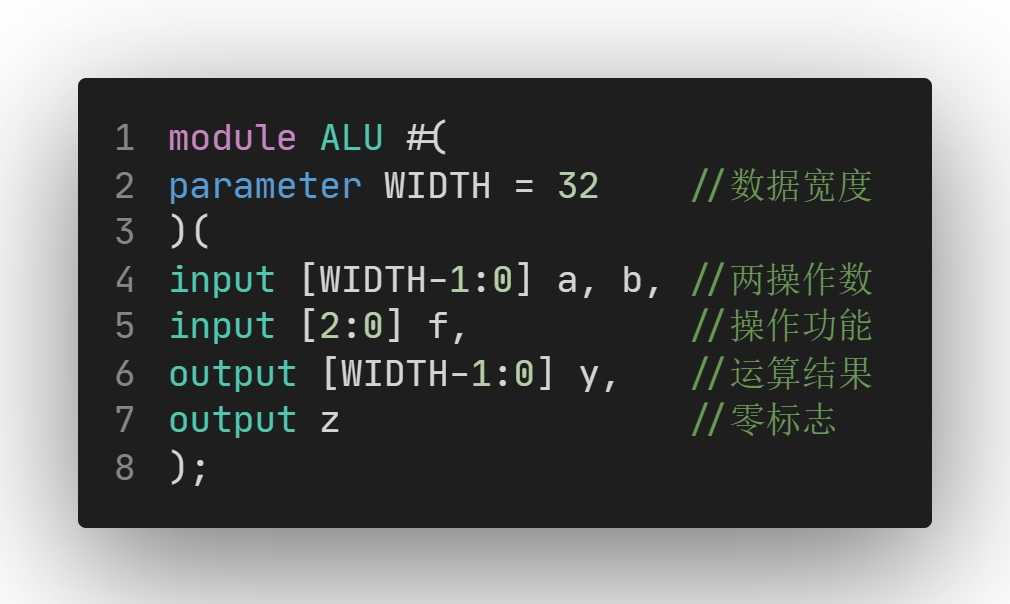 1 module ALU #(
2 parameter WIDTH = 32 //数据宽度
3 )(
4 input [WIDTH-1:0] a, b, //两操作数
5 input [2:0] f, //操作功能
6 output [WIDTH-1:0] y, //运算结果
7 output z //零标志
8 );